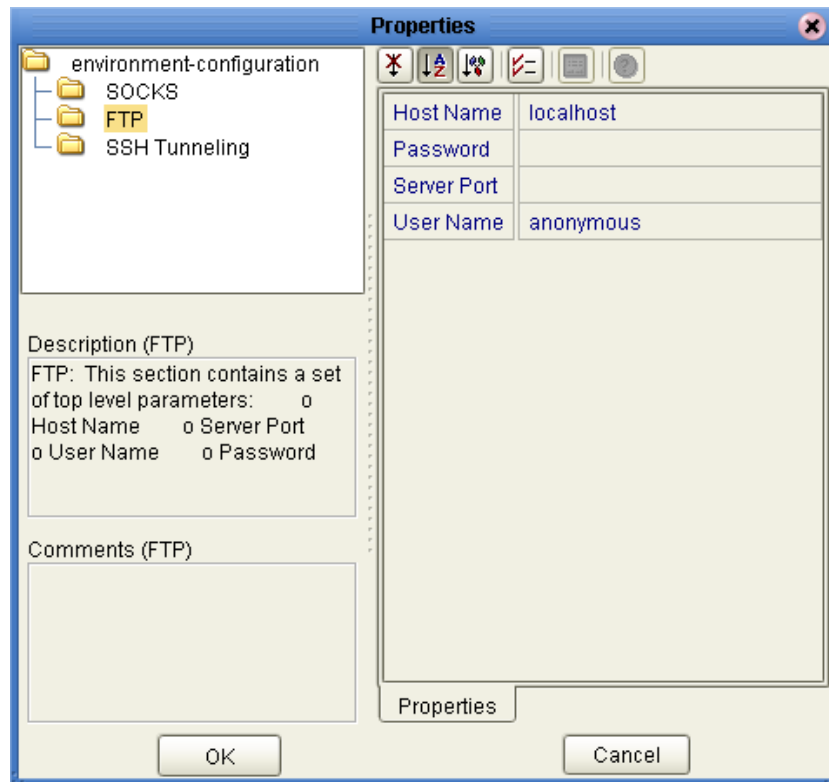 Properties
environment-configuration
SOCKS
FTP
SSH Tunneling
Description (FTP)
FTP: This section contains a set
of top level parameters: o
Host Name o Server Port
o User Name o Password
Comments (FTP)
Host Name localhost
Password
Server Port
User Name anonymous
Properties
OK
Cancel